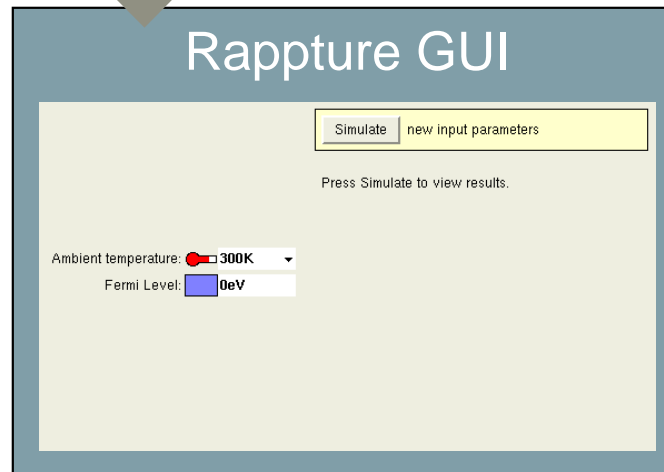 Rappture GUI
Simulate new input parameters
Press Simulate to view results.
Ambient temperature: 300K
Fermi Level: 0eV